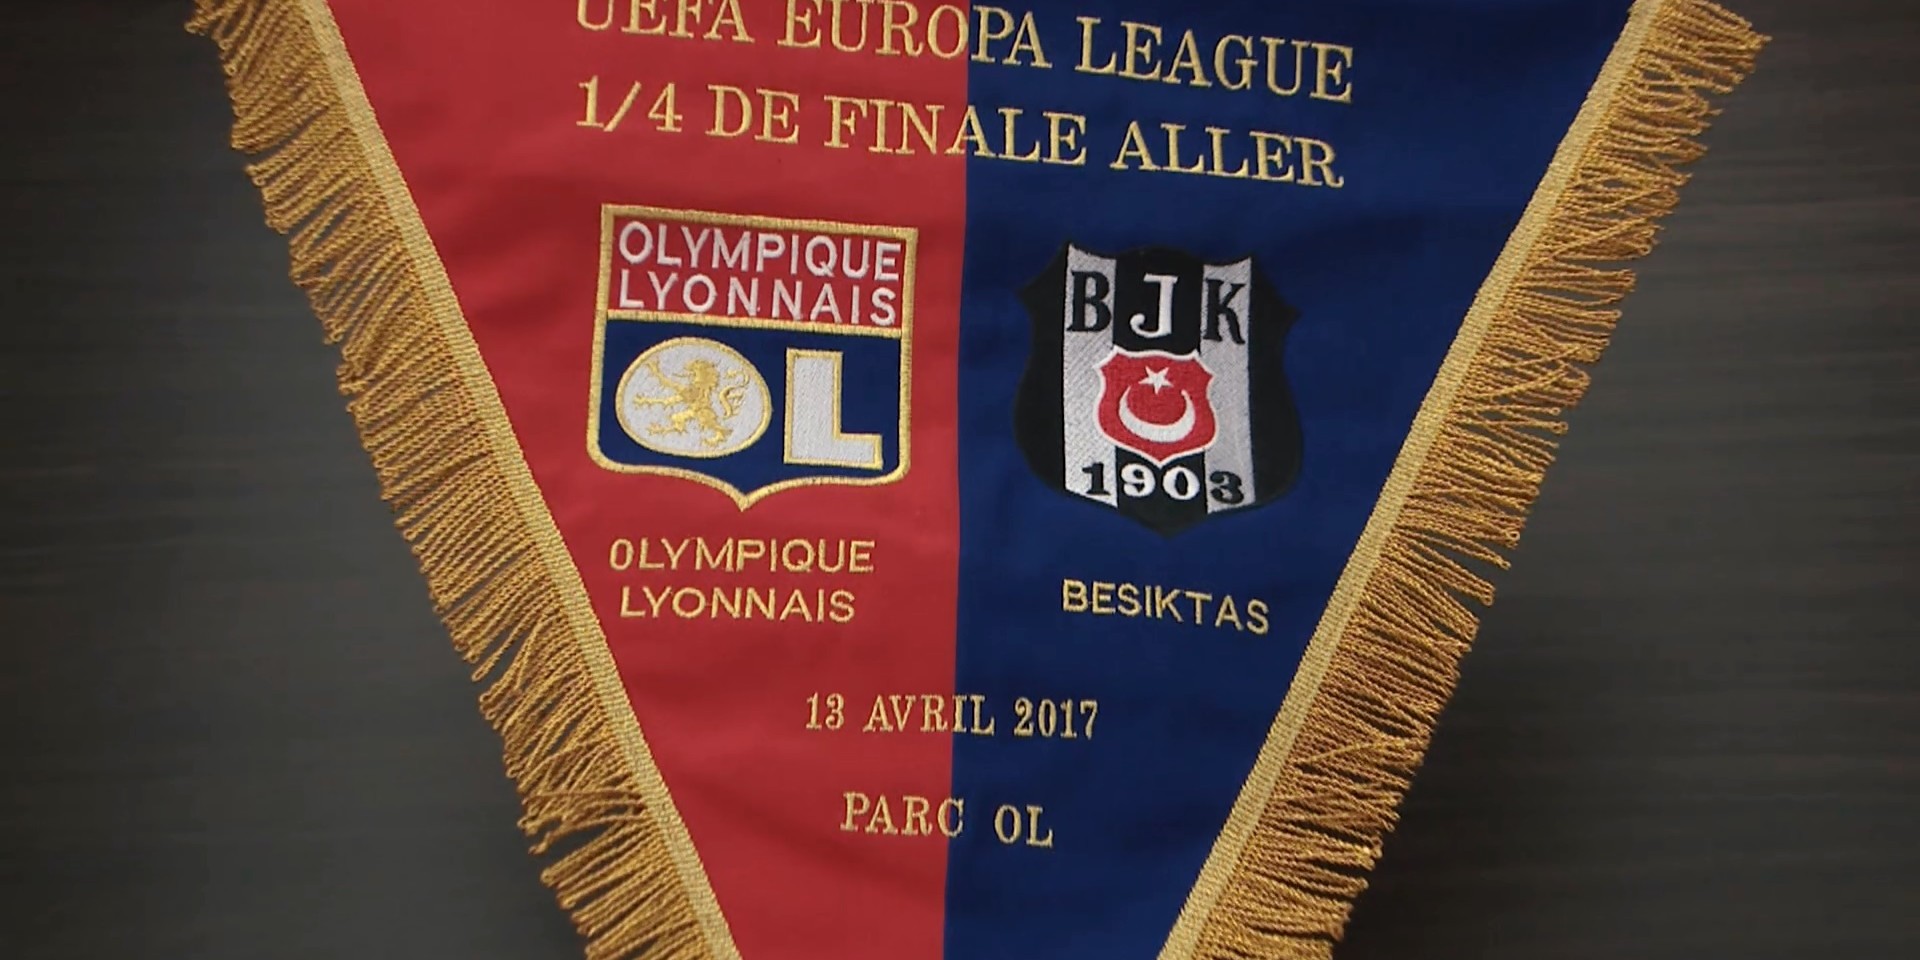 UEFA EUROPA LEAGUE
1/4 DE FINALE ALLER
OLYMPIQUE
LYONNAIS
OL
BJK
1903
OLYMPIQUE
LYONNAIS
BESIKTAS
13 AVRIL 2017
PARC OL